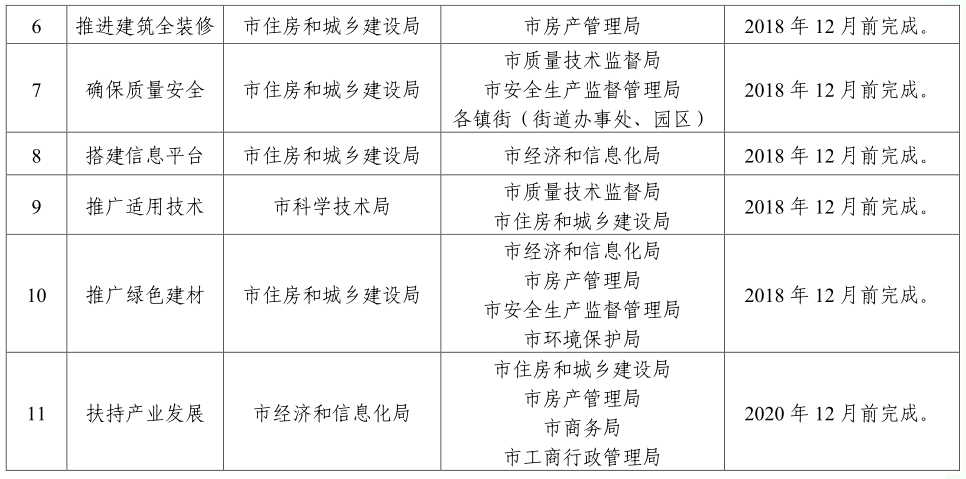 6 推进建筑全装修 市住房和城乡建设局 市房产管理局 2018 年 12 月前完成。
7 确保质量安全 市住房和城乡建设局 市质量技术监督局
市安全生产监督管理局
各镇街（街道办事处、园区） 2018 年 12 月前完成。
8 搭建信息平台 市住房和城乡建设局 市经济和信息化局 2018 年 12 月前完成。
9 推广适用技术 市科学技术局 市质量技术监督局
市住房和城乡建设局 2018 年 12 月前完成。
10 推广绿色建材 市住房和城乡建设局 市经济和信息化局
市房产管理局
市安全生产监督管理局
市环境保护局 2018 年 12 月前完成。
11 扶持产业发展 市经济和信息化局 市住房和城乡建设局
市房产管理局
市商务局
市工商行政管理局 2020 年 12 月前完成。